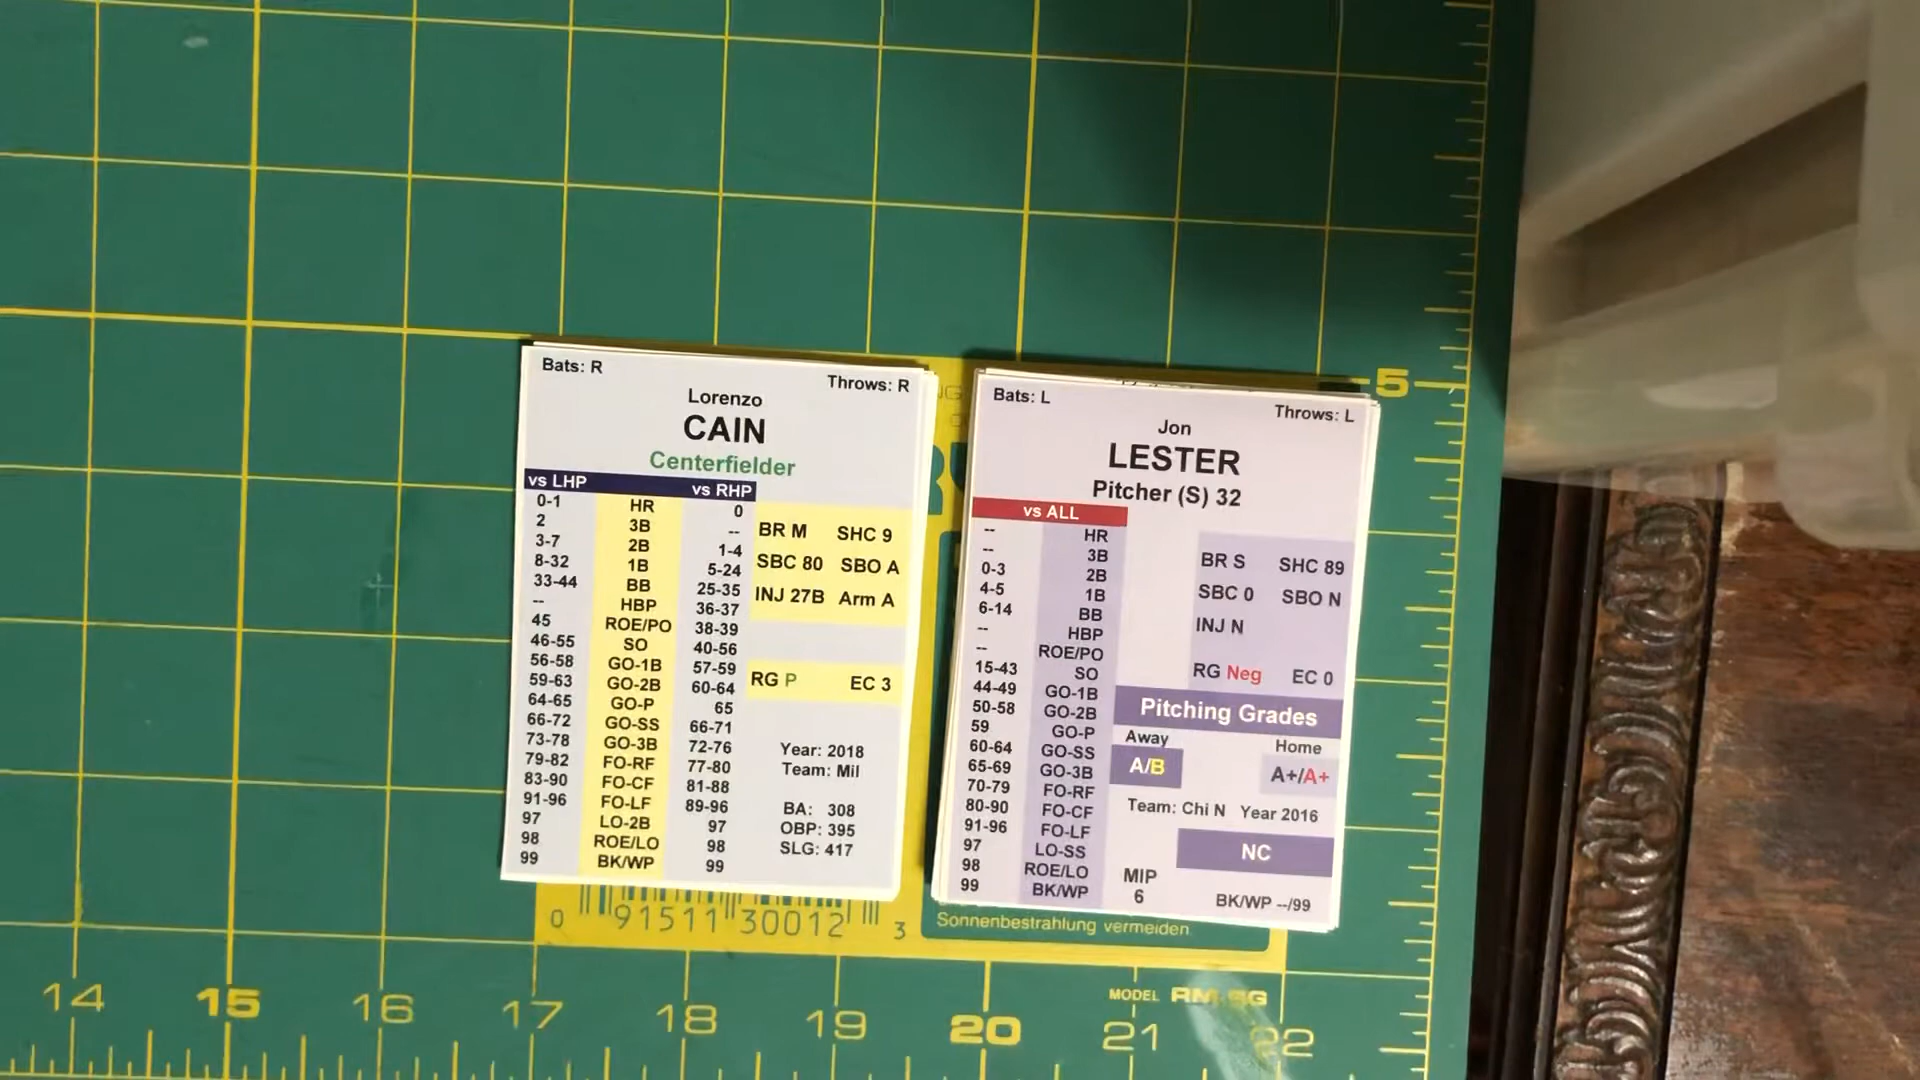 Bats: R
Throws: R
Lorenzo
CAIN
Centerfielder
vs LHP vs RHP
0-1 HR 0
2 3B --
3-7 2B 1-4
8-32 1B 5-24
33-44 BB 25-35
-- HBP 36-37
45 ROE/PO 38-39
46-55 SO 40-56
56-58 GO-1B 57-59
59-63 GO-2B 60-64
64-65 GO-P 65
66-72 GO-SS 66-71
73-78 GO-3B 72-76
79-82 FO-RF 77-80
83-90 FO-CF 81-88
91-96 FO-LF 89-96
97 LO-2B 97
98 ROE/LO 98
99 BK/WP 99
BR M SHC 9
SBC 80 SBO A
INJ 27B Arm A
RG P EC 3
Year: 2018
Team: Mil
BA: 308
OBP: 395
SLG: 417
Bats: L
Throws: L
Jon
LESTER
Pitcher (S) 32
vs ALL
-- HR
-- 3B
0-3 2B
4-5 1B
6-14 BB
-- HBP
-- ROE/PO
15-43 SO
44-49 GO-1B
50-58 GO-2B
59 GO-P
60-64 GO-SS
65-69 GO-3B
70-79 FO-RF
80-90 FO-CF
91-96 FO-LF
97 LO-SS
98 ROE/LO
99 BK/WP
BR S SHC 89
SBC 0 SBO N
INJ N
RG Neg EC 0
Pitching Grades
Away Home
A/B A+/A+
Team: Chi N Year 2016
NC
MIP
6
BK/WP --/99
5
0 91511 30012 3
Sonnenbestrahlung vermeiden
MODEL RM-SG
14 15 16 17 18 19 20 21 22